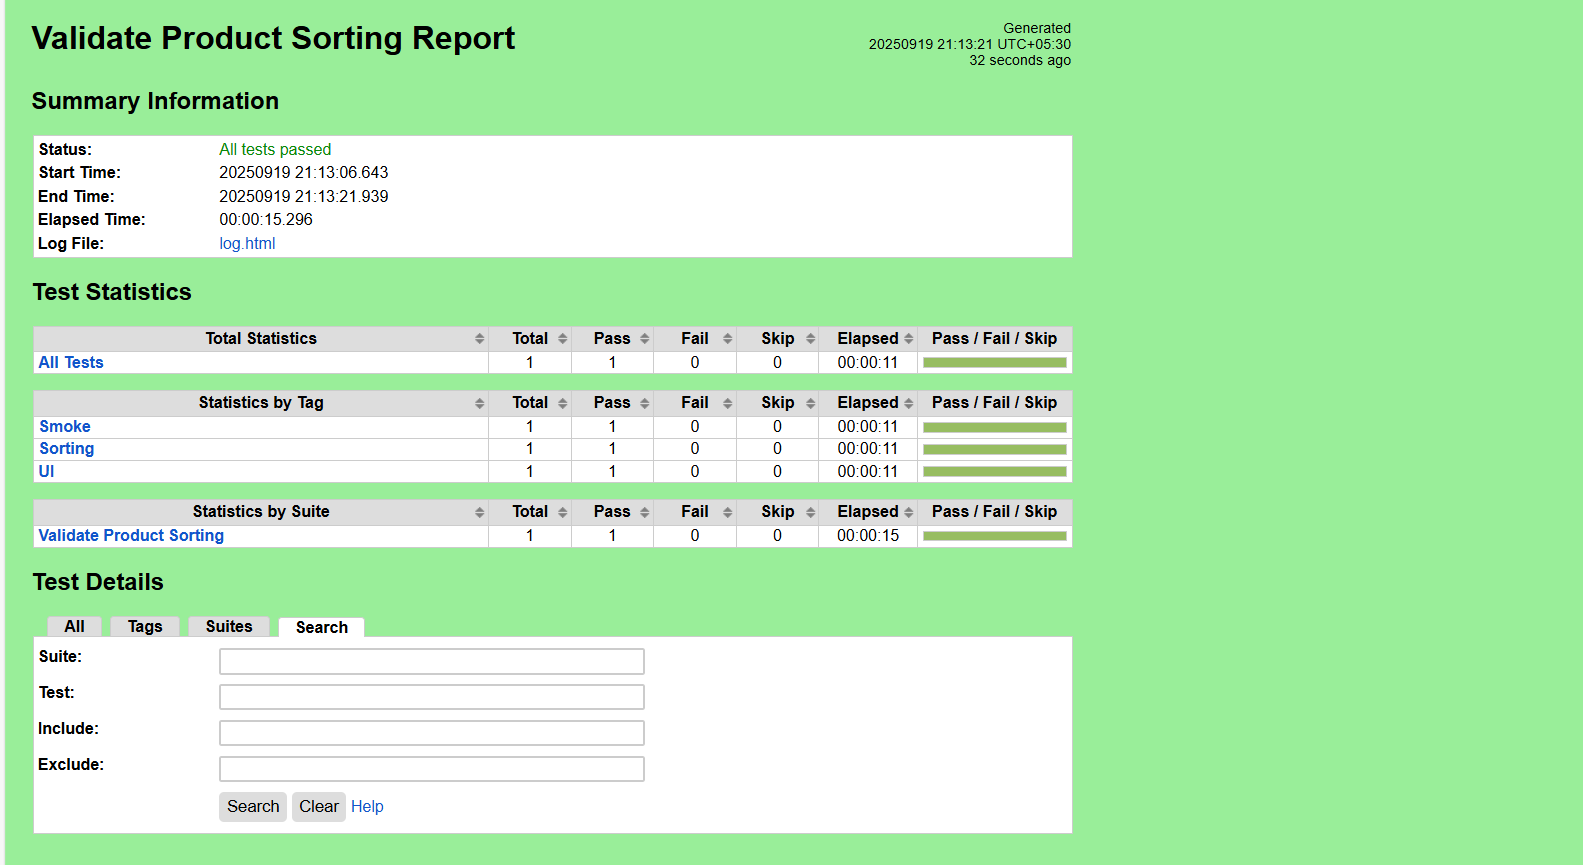 Validate Product Sorting Report
Generated
20250919 21:13:21 UTC+05:30
32 seconds ago
Summary Information
Status: All tests passed
Start Time: 20250919 21:13:06.643
End Time: 20250919 21:13:21.939
Elapsed Time: 00:00:15.296
Log File: log.html
Test Statistics
Total Statistics Total Pass Fail Skip Elapsed Pass / Fail / Skip
All Tests 1 1 0 0 00:00:11
Statistics by Tag Total Pass Fail Skip Elapsed Pass / Fail / Skip
Smoke 1 1 0 0 00:00:11
Sorting 1 1 0 0 00:00:11
UI 1 1 0 0 00:00:11
Statistics by Suite Total Pass Fail Skip Elapsed Pass / Fail / Skip
Validate Product Sorting 1 1 0 0 00:00:15
Test Details
All Tags Suites Search
Suite:
Test:
Include:
Exclude:
Search Clear Help